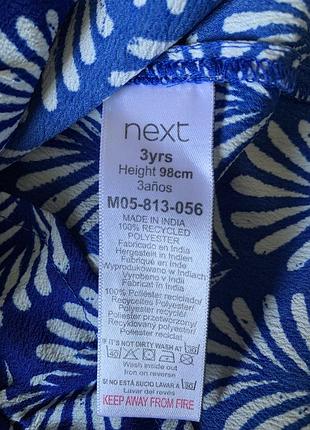 next
3yrs
Height 98cm
3años
M05-813-056
MADE IN INDIA
100% RECYCLED
POLYESTER
Fabricado en India
Hergestelt in Indien
Fabriqué en Inde
Wyprodukowano w Indiach
Vyrobeno v Indii
Fabricat in India
100% Poliester reciclado/
Recyceltes Polyester/
Polyester recyclé/
Poliester przetworzony/
Recyklovaný polyester/
Poliester reciclat
IF IT'S NOT DIRTY WASH AT
Wash inside out
Iron on reverse
SI NO ESTÁ SUCIO LAVAR A
Lavar del revés
KEEP AWAY FROM FIRE